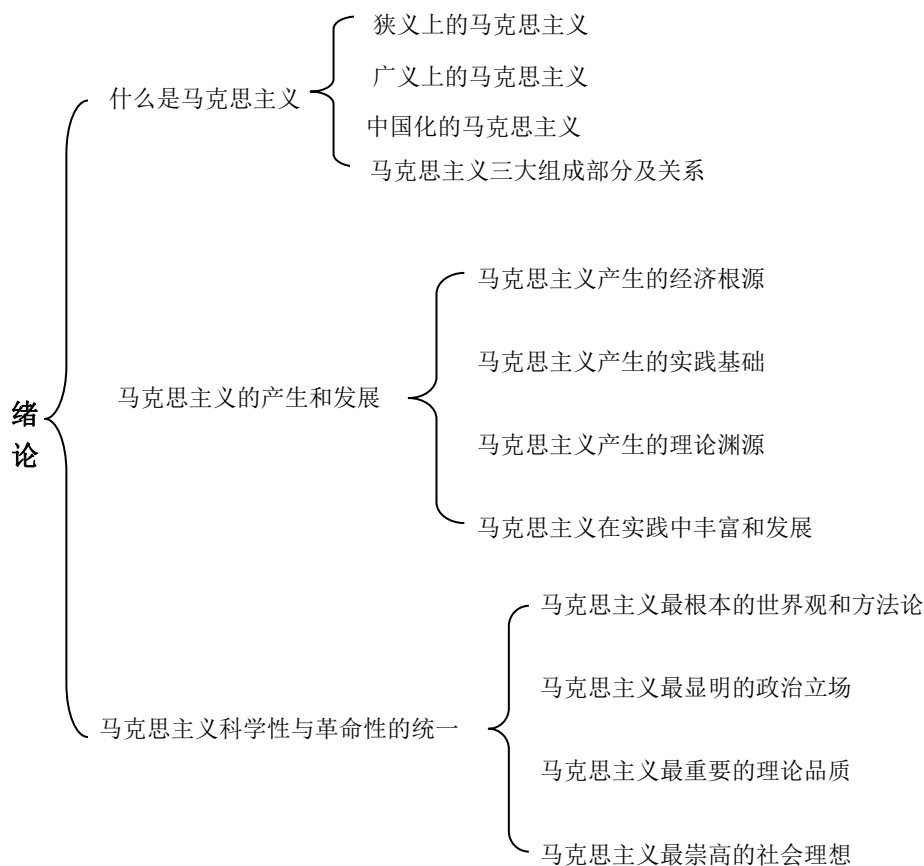 绪论
什么是马克思主义
狭义上的马克思主义
广义上的马克思主义
中国化的马克思主义
马克思主义三大组成部分及关系
马克思主义的产生和发展
马克思主义产生的经济根源
马克思主义产生的实践基础
马克思主义产生的理论渊源
马克思主义在实践中丰富和发展
马克思主义科学性与革命性的统一
马克思主义最根本的世界观和方法论
马克思主义最显明的政治立场
马克思主义最重要的理论品质
马克思主义最崇高的社会理想